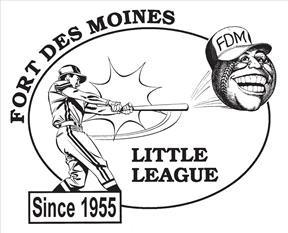 FORT DES MOINES
FDM
LITTLE
LEAGUE
Since 1955